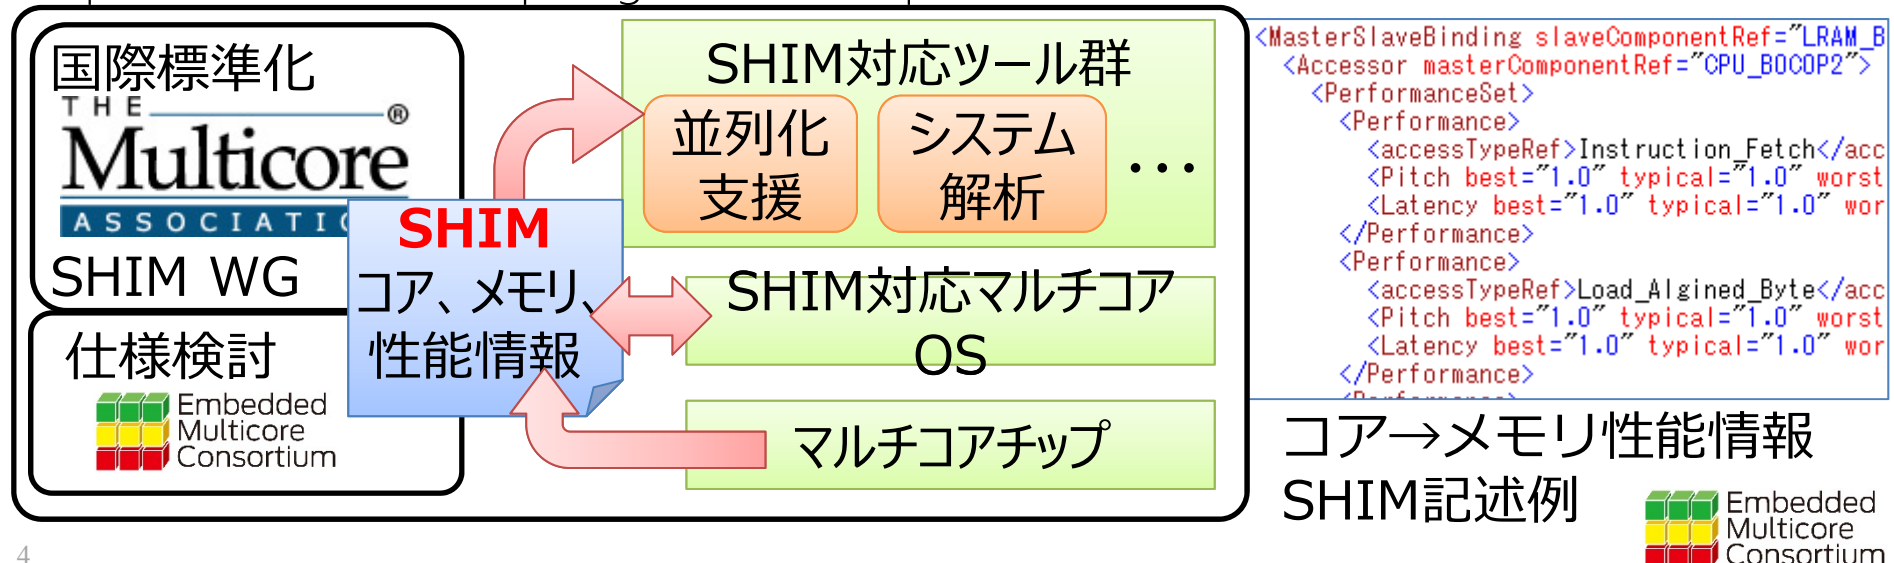 国際標準化
THE
Multicore®
ASSOCIATI
SHIM WG
仕様検討
Embedded
Multicore
Consortium
SHIM
コア、メモリ、
性能情報
SHIM対応ツール群
並列化
支援
システム
解析
...
SHIM対応マルチコア
OS
マルチコアチップ
<MasterSlaveBinding slaveComponentRef="LRAM_B
<Accessor masterComponentRef="CPU_BOCOP2">
<PerformanceSet>
<Performance>
<accessTypeRef>Instruction_Fetch</acc
<Pitch best="1.0" typical="1.0" worst
<Latency best="1.0" typical="1.0" wor
</Performance>
<Performance>
<accessTypeRef>Load_Algined_Byte</acc
<Pitch best="1.0" typical="1.0" worst
<Latency best="1.0" typical="1.0" wor
</Performance>
コア→メモリ性能情報
SHIM記述例
Embedded
Multicore
Consortium
4